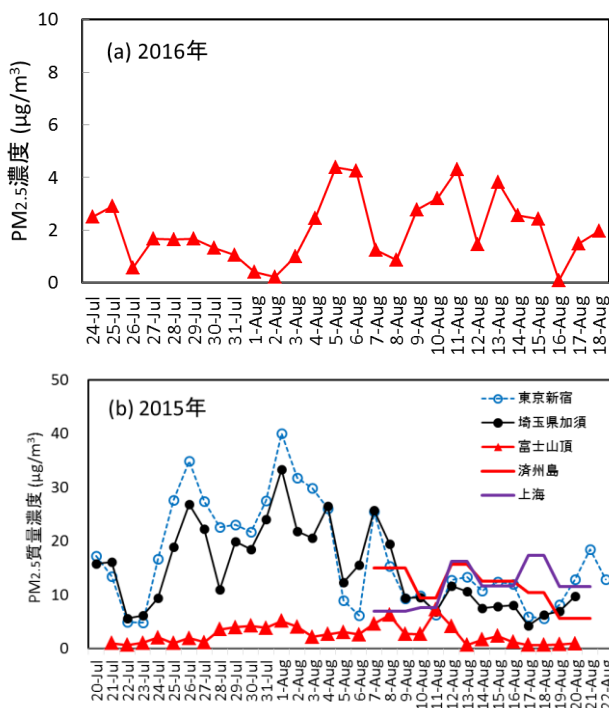 (a) 2016年
PM2.5濃度 (μg/m³)
10
8
6
4
2
0
24-Jul
25-Jul
26-Jul
27-Jul
28-Jul
29-Jul
30-Jul
31-Jul
1-Aug
2-Aug
3-Aug
4-Aug
5-Aug
6-Aug
7-Aug
8-Aug
9-Aug
10-Aug
11-Aug
12-Aug
13-Aug
14-Aug
15-Aug
16-Aug
17-Aug
18-Aug
(b) 2015年
PM2.5質量濃度 (μg/m³)
50
40
30
20
10
0
東京新宿
埼玉県加須
富士山頂
済州島
上海
20-Jul
21-Jul
22-Jul
23-Jul
24-Jul
25-Jul
26-Jul
27-Jul
28-Jul
29-Jul
30-Jul
31-Jul
1-Aug
2-Aug
3-Aug
4-Aug
5-Aug
6-Aug
7-Aug
8-Aug
9-Aug
10-Aug
11-Aug
12-Aug
13-Aug
14-Aug
15-Aug
16-Aug
17-Aug
18-Aug
19-Aug
20-Aug
21-Aug
22-Aug